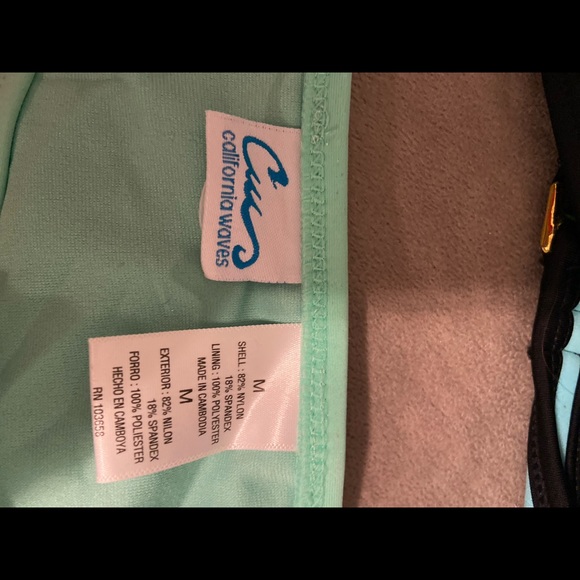 california waves
M
SHELL : 82% NYLON
18% SPANDEX
LINING : 100% POLYESTER
MADE IN CAMBODIA
M
EXTERIOR : 82% NILON
18% SPANDEX
FORRO : 100% POLIESTER
HECHO EN CAMBOYA
RN 103658